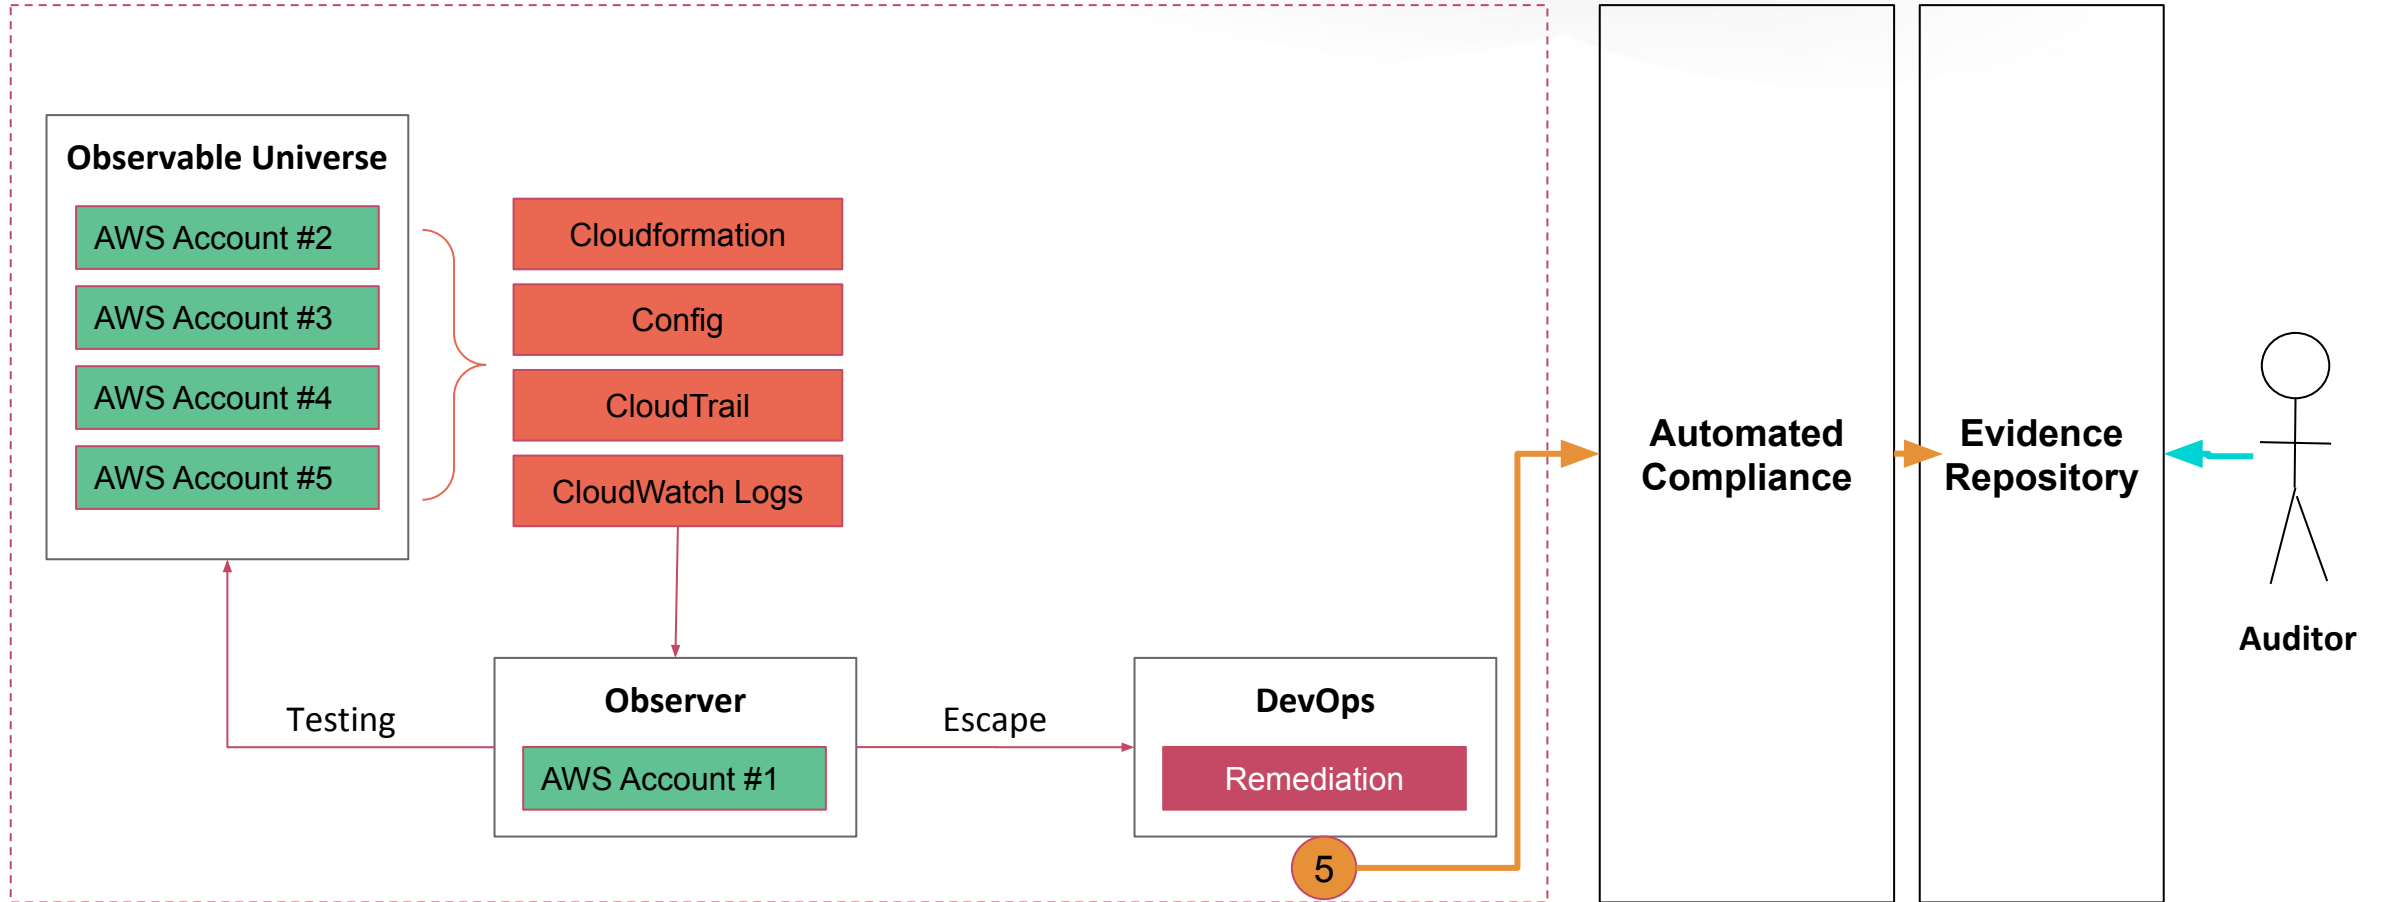 Observable Universe
AWS Account #2
AWS Account #3
AWS Account #4
AWS Account #5
Cloudformation
Config
CloudTrail
CloudWatch Logs
Testing
Observer
AWS Account #1
Escape
DevOps
Remediation
5
Automated
Compliance
Evidence
Repository
Auditor